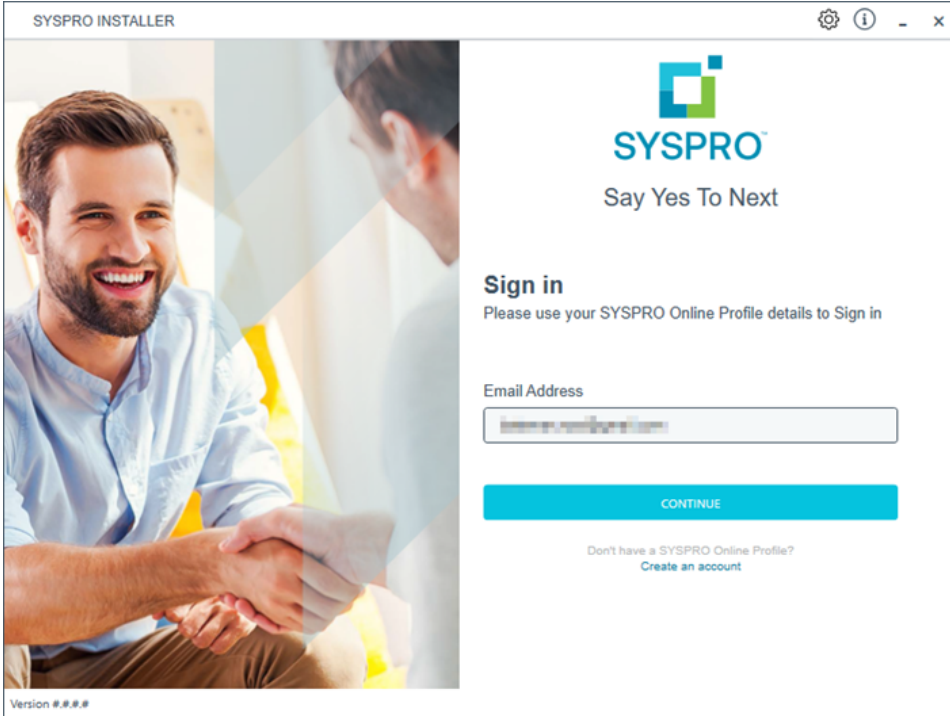 SYSPRO INSTALLER
SYSPRO™
Say Yes To Next
Sign in
Please use your SYSPRO Online Profile details to Sign in
Email Address
CONTINUE
Don't have a SYSPRO Online Profile?
Create an account
Version #.#.#.#